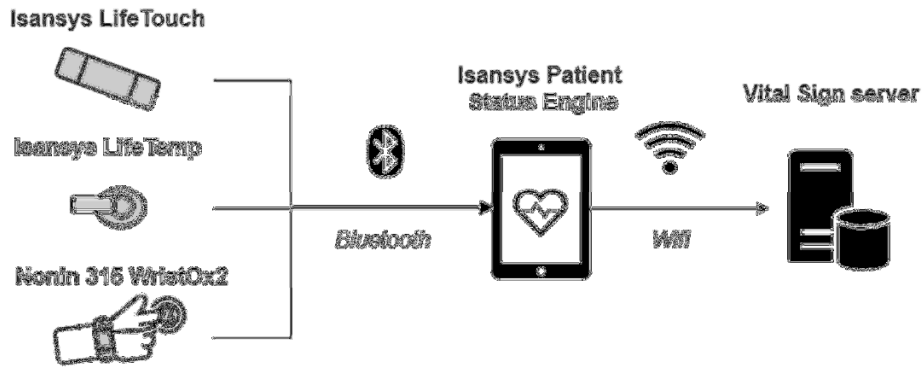 Isansys LifeTouch
Isansys Patient
Status Engine
Vital Sign server
Isansys LifeTemp
Bluetooth
Wifi
Nonin 315 WristOx2